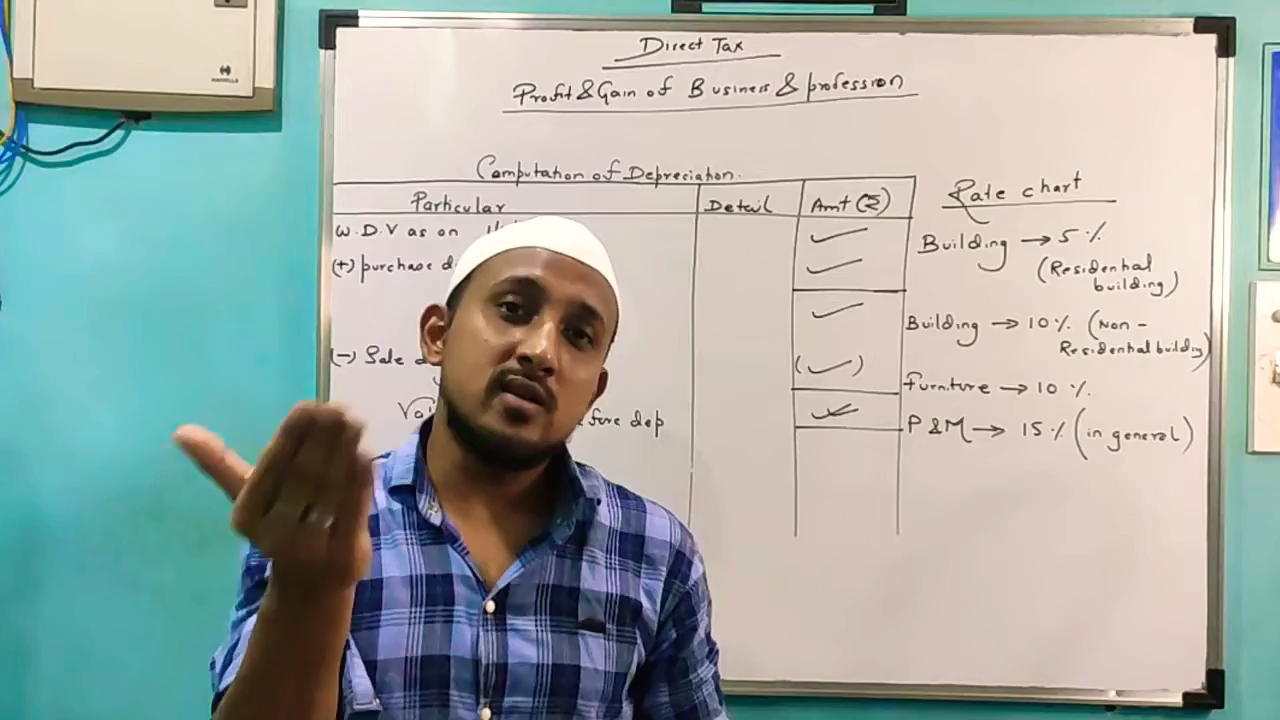 HAVELLS
Direct Tax
Profit & Gain of Business & profession
Computation of Depreciation.
Particular Detail Amt (₹)
W.D.V as on
(+) purchase
(-) Sale
fore dep
Rate chart
Building → 5 %
(Residential
building)
Building → 10 % (Non-
Residential building)
Furniture → 10 %.
P & M → 15 % (in general)